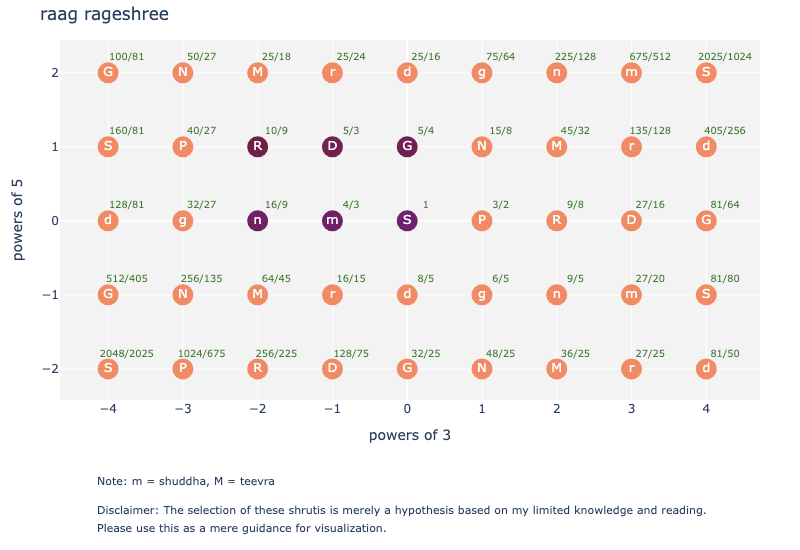 raag rageshree
100/81 50/27 25/18 25/24 25/16 75/64 225/128 675/512 2025/1024
2 G N M r d g n m S
160/81 40/27 10/9 5/3 5/4 15/8 45/32 135/128 405/256
1 S P R D G N M r d
128/81 32/27 16/9 4/3 1 3/2 9/8 27/16 81/64
0 d g n m S P R D G
512/405 256/135 64/45 16/15 8/5 6/5 9/5 27/20 81/80
−1 G N M r d g n m S
2048/2025 1024/675 256/225 128/75 32/25 48/25 36/25 27/25 81/50
−2 S P R D G N M r d
−4 −3 −2 −1 0 1 2 3 4
powers of 5
powers of 3
Note: m = shuddha, M = teevra
Disclaimer: The selection of these shrutis is merely a hypothesis based on my limited knowledge and reading.
Please use this as a mere guidance for visualization.